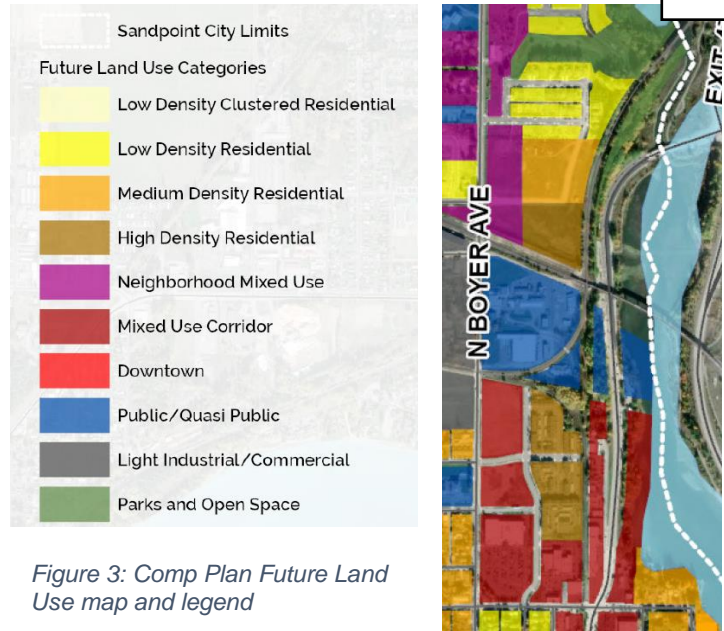 Sandpoint City Limits
Future Land Use Categories
Low Density Clustered Residential
Low Density Residential
Medium Density Residential
High Density Residential
Neighborhood Mixed Use
Mixed Use Corridor
Downtown
Public/Quasi Public
Light Industrial/Commercial
Parks and Open Space
Figure 3: Comp Plan Future Land
Use map and legend
N BOYER AVE
EXIT